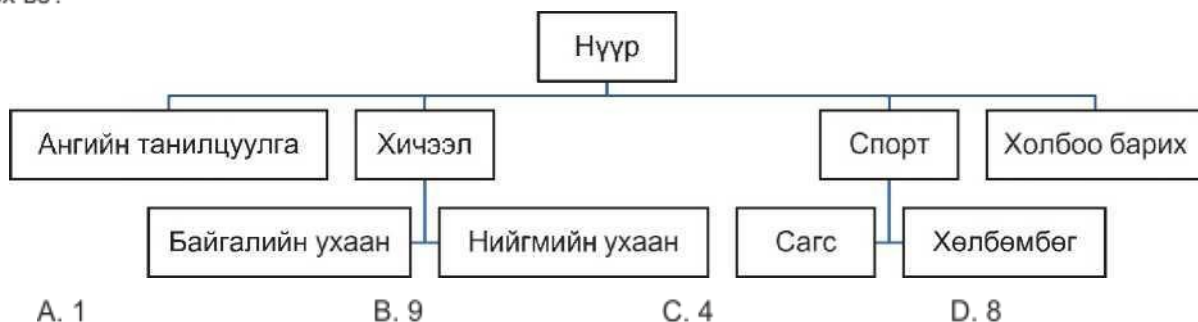 Нүүр
Ангийн танилцуулга Хичээл Спорт Холбоо барих
Байгалийн ухаан Нийгмийн ухаан Сагс Хөлбөмбөг
A. 1 B. 9 C. 4 D. 8